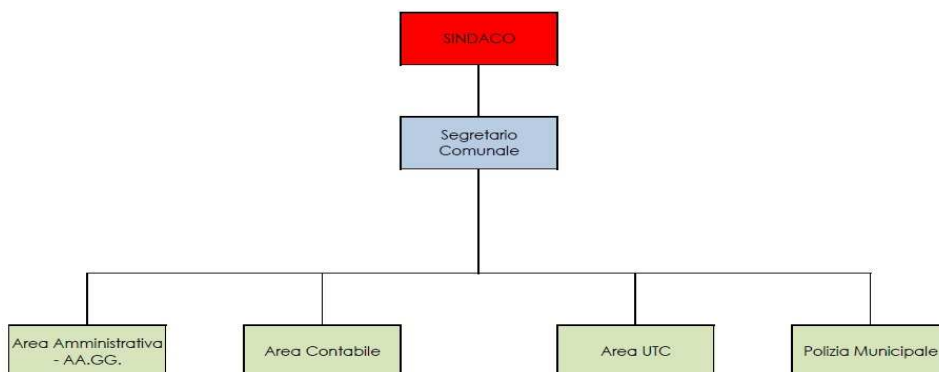 SINDACO
Segretario
Comunale
Area Amministrativa
- AA.GG.
Area Contabile
Area UTC
Polizia Municipale